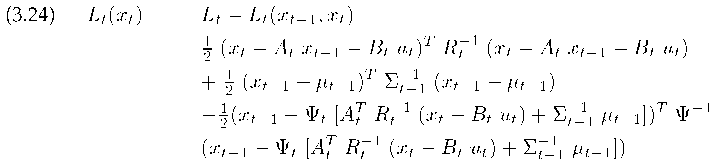 (3.24) L_t(x_t) L_t − L_t(x_{t−1}, x_t)
½ (x_t − A_t x_{t−1} − B_t u_t)^T R_t^{−1} (x_t − A_t x_{t−1} − B_t u_t)
+ ½ (x_{t−1} − μ_{t−1})^T Σ_{t−1}^{−1} (x_{t−1} − μ_{t−1})
−½(x_{t−1} − Ψ_t [A_t^T R_t^{−1} (x_t − B_t u_t) + Σ_{t−1}^{−1} μ_{t−1}])^T Ψ^{−1}
(x_{t−1} − Ψ_t [A_t^T R_t^{−1} (x_t − B_t u_t) + Σ_{t−1}^{−1} μ_{t−1}])